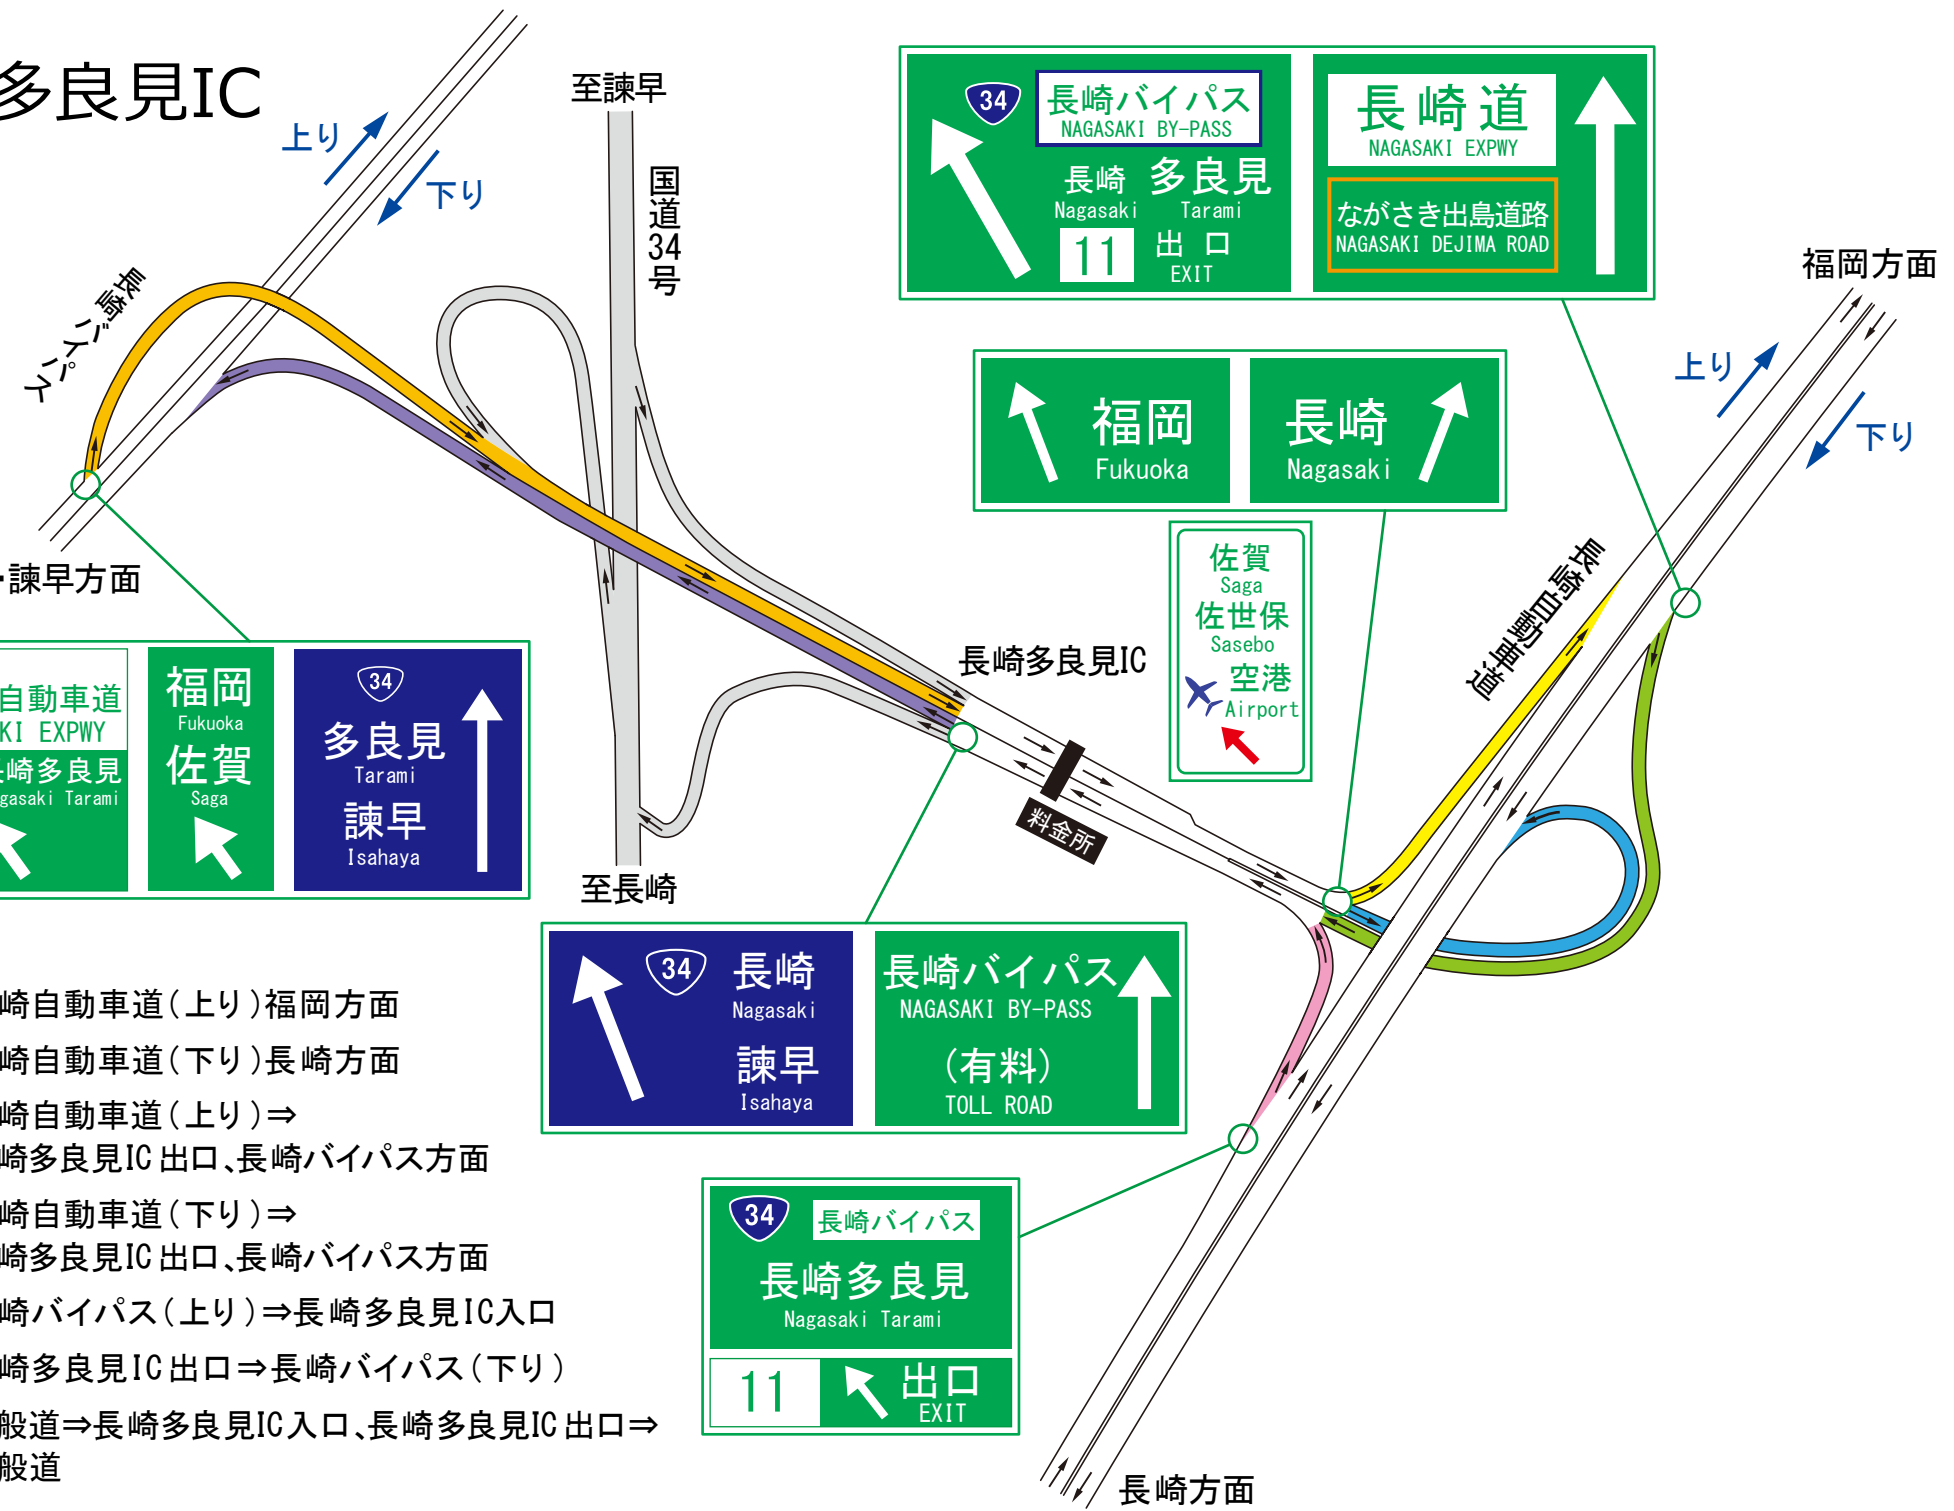 多良見IC
上り
下り
至諫早
国道34号
長崎バイパス
34
長崎バイパス
NAGASAKI BY-PASS
長崎 多良見
Nagasaki Tarami
11 出口
EXIT
長崎道
NAGASAKI EXPWY
ながさき出島道路
NAGASAKI DEJIMA ROAD
福岡方面
上り
下り
福岡
Fukuoka
長崎
Nagasaki
佐賀
Saga
佐世保
Sasebo
空港
Airport
長崎自動車道
・諫早方面
自動車道
KI EXPWY
崎多良見
gasaki Tarami
福岡
Fukuoka
佐賀
Saga
34
多良見
Tarami
諫早
Isahaya
長崎多良見IC
料金所
至長崎
34
長崎
Nagasaki
諫早
Isahaya
長崎バイパス
NAGASAKI BY-PASS
(有料)
TOLL ROAD
34
長崎バイパス
長崎多良見
Nagasaki Tarami
11
出口
EXIT
長崎方面
崎自動車道(上り)福岡方面
崎自動車道(下り)長崎方面
崎自動車道(上り)⇒
崎多良見IC出口、長崎バイパス方面
崎自動車道(下り)⇒
崎多良見IC出口、長崎バイパス方面
崎バイパス(上り)⇒長崎多良見IC入口
崎多良見IC出口⇒長崎バイパス(下り)
般道⇒長崎多良見IC入口、長崎多良見IC出口⇒
般道